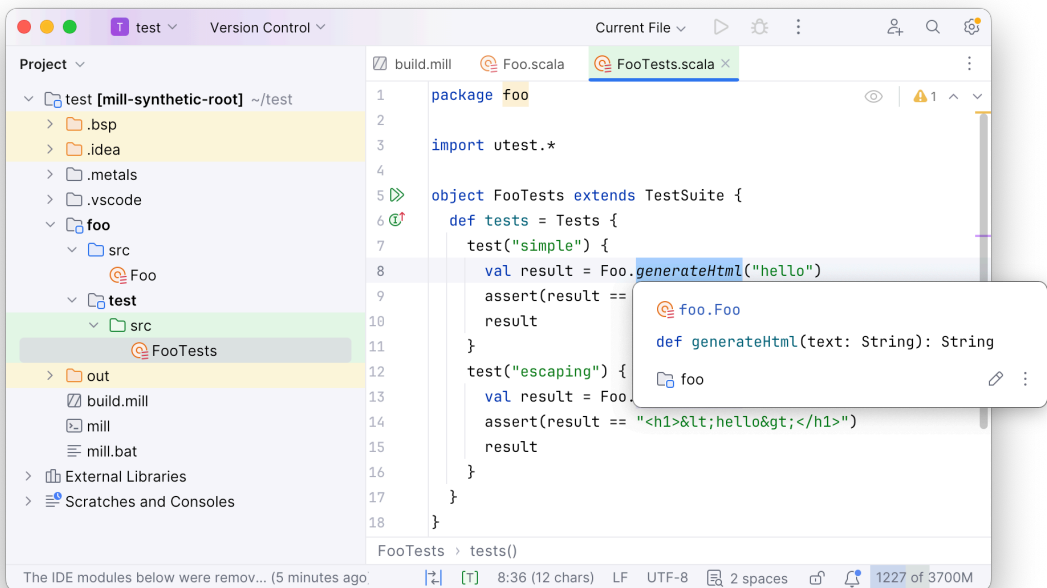 T test Version Control Current File
Project
build.mill Foo.scala FooTests.scala
test [mill-synthetic-root] ~/test
.bsp
.idea
.metals
.vscode
foo
src
Foo
test
src
FooTests
out
build.mill
mill
mill.bat
External Libraries
Scratches and Consoles
1 package foo
1
2
3 import utest.*
4
5 object FooTests extends TestSuite {
6 def tests = Tests {
7 test("simple") {
8 val result = Foo.generateHtml("hello")
9 assert(result ==
10 result
11 }
12 test("escaping") {
13 val result = Foo.
14 assert(result == "<h1>&lt;hello&gt;</h1>")
15 result
16 }
17 }
18 }
foo.Foo
def generateHtml(text: String): String
foo
FooTests › tests()
The IDE modules below were remov... (5 minutes ago) [T] 8:36 (12 chars) LF UTF-8 2 spaces 1227 of 3700M